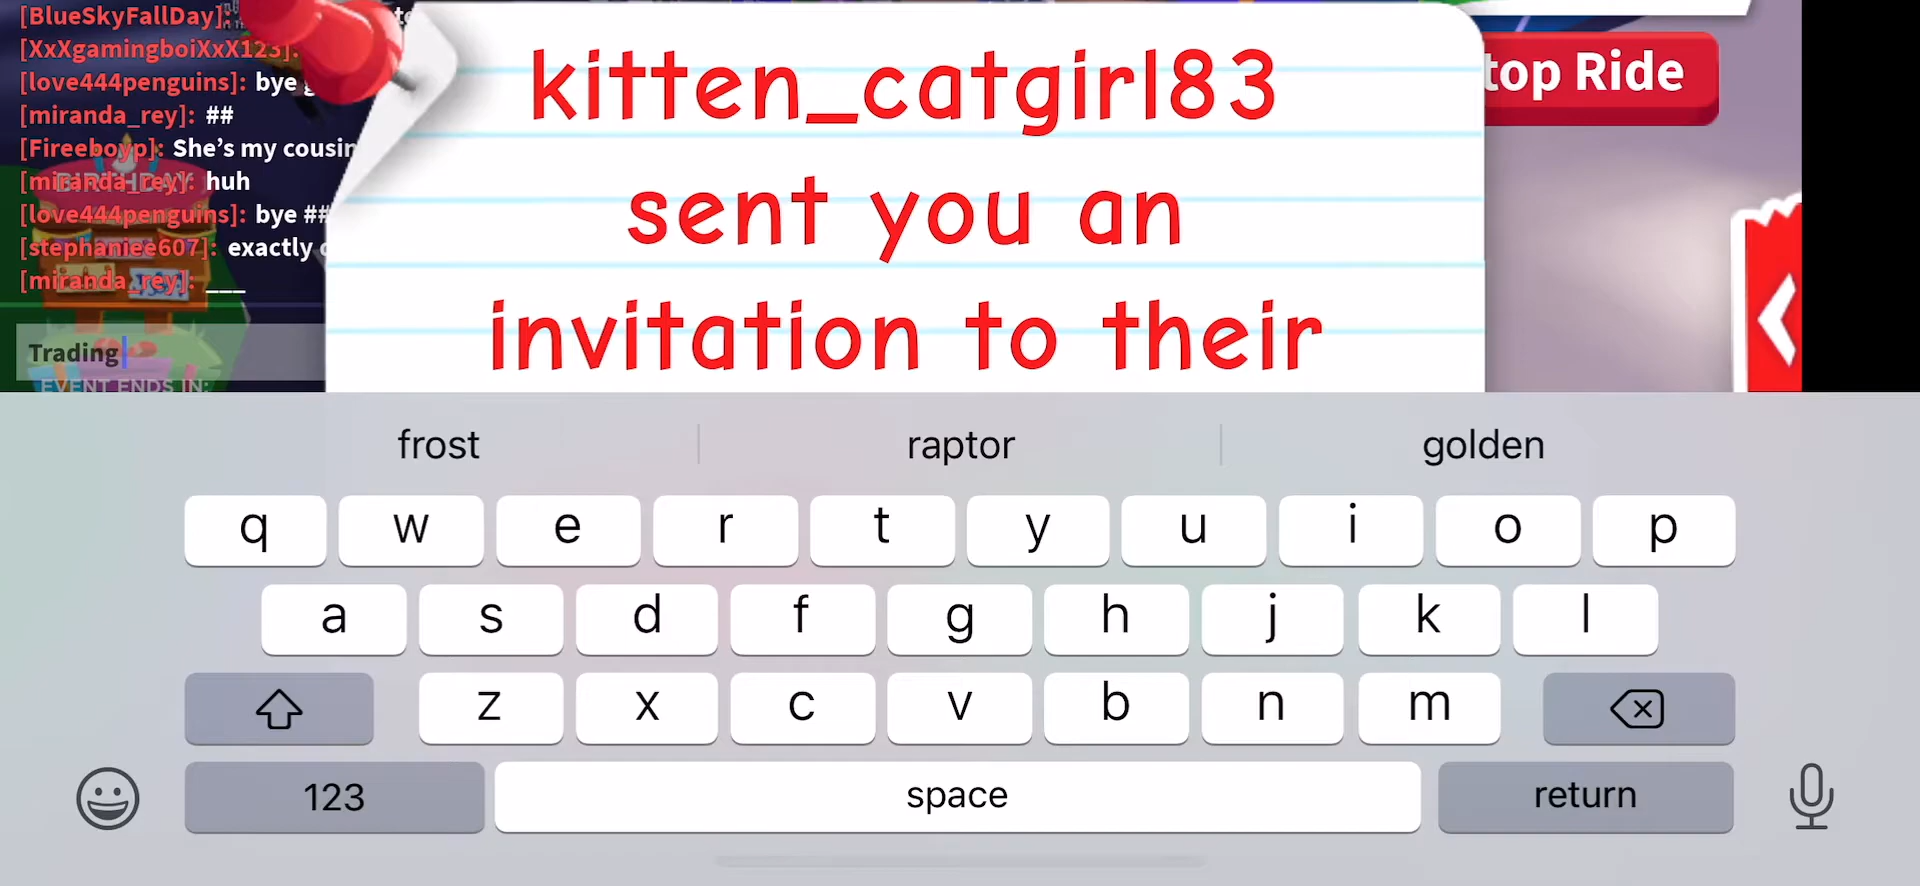 [BlueSkyFallDay]:
[XxXgamingboiXxX123]:
[love444penguins]: bye
[miranda_rey]: ##
[Fireeboyp]: She's my cousin
[miranda_rey]: huh
[love444penguins]: bye ##
[stephaniee607]: exactly
[miranda_rey]: ___
BIRTHDAY
Trading
EVENT ENDS IN:
kitten_catgirl83
sent you an
invitation to their
top Ride
frost raptor golden
q w e r t y u i o p
a s d f g h j k l
z x c v b n m
123 space return